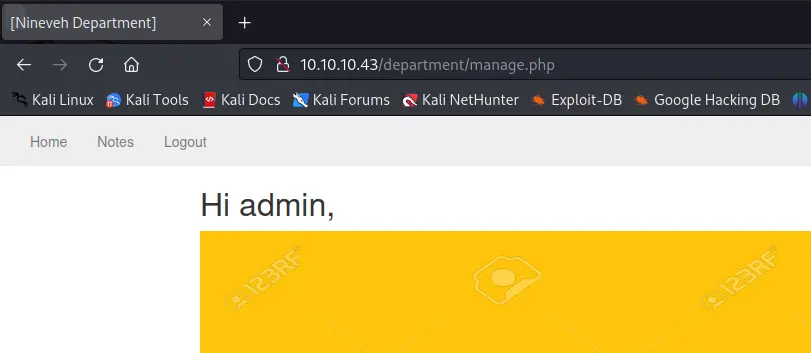 [Nineveh Department]
10.10.10.43/department/manage.php
Kali Linux Kali Tools Kali Docs Kali Forums Kali NetHunter Exploit-DB Google Hacking DB
Home Notes Logout
Hi admin,
123RF 123RF